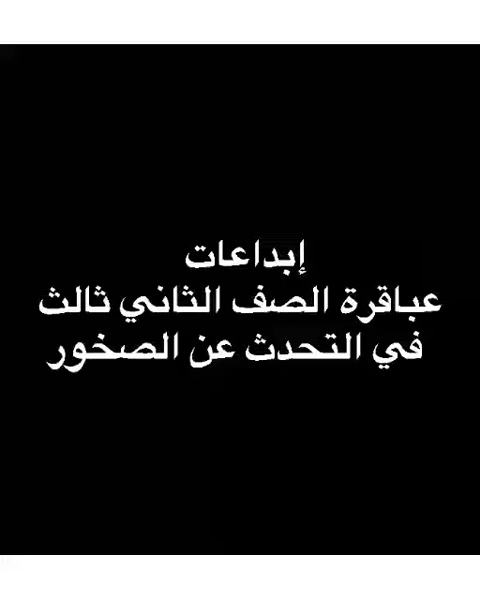 إبداعات
عباقرة الصف الثاني ثالث
في التحدث عن الصخور